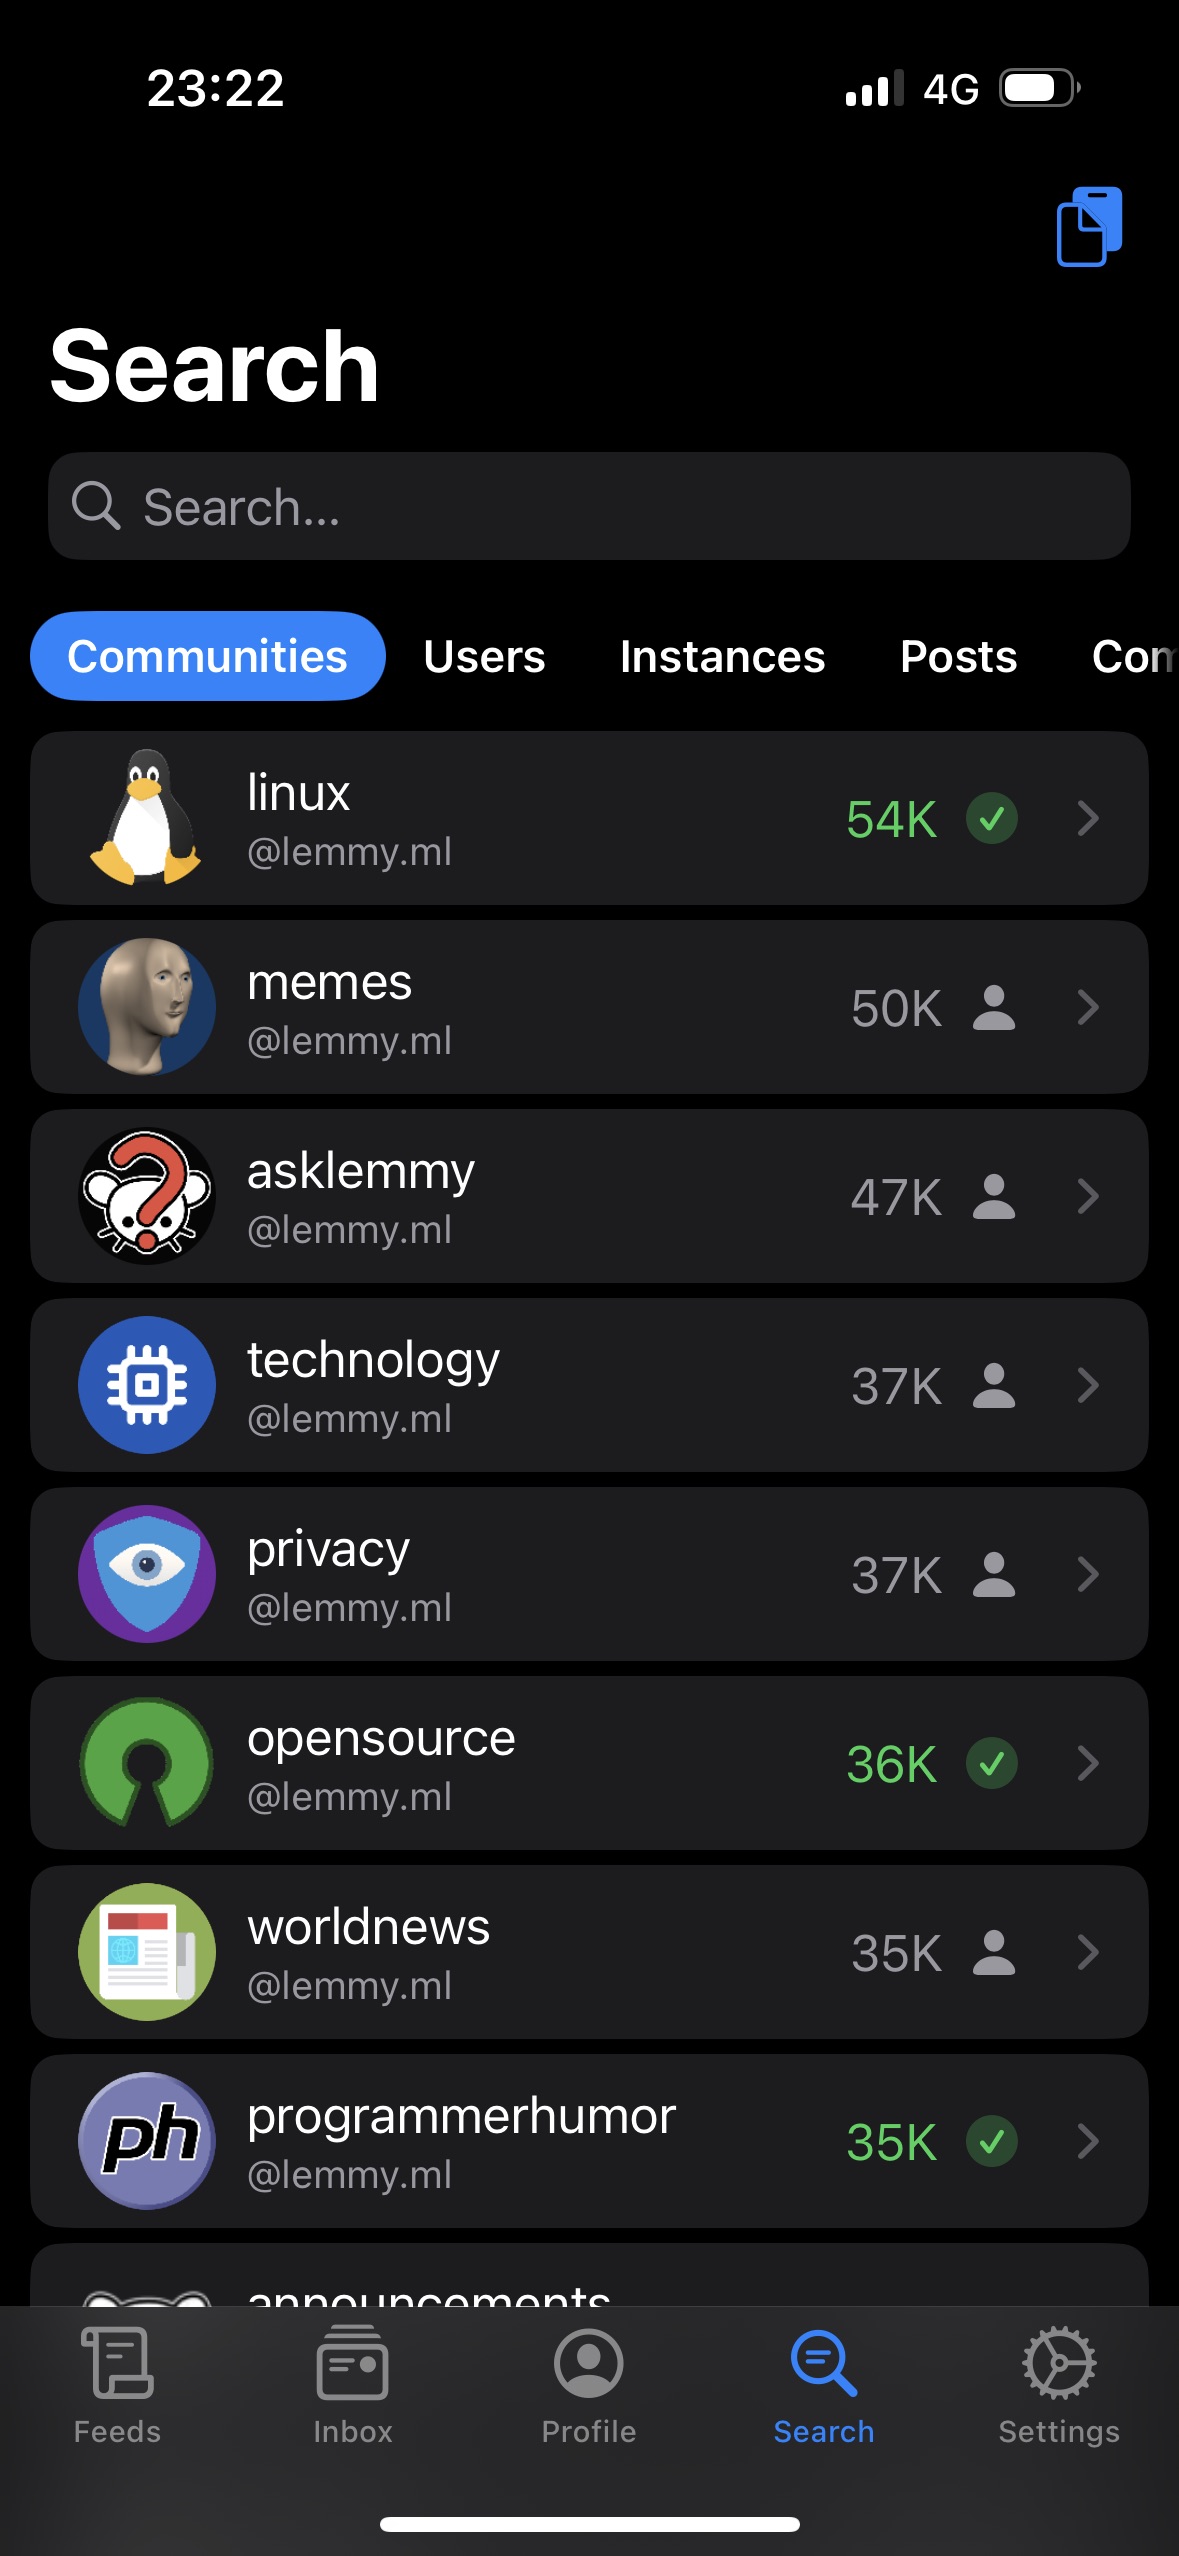 23:22
4G
Search
Search...
Communities Users Instances Posts Com
linux
@lemmy.ml
54K
memes
@lemmy.ml
50K
asklemmy
@lemmy.ml
47K
technology
@lemmy.ml
37K
privacy
@lemmy.ml
37K
opensource
@lemmy.ml
36K
worldnews
@lemmy.ml
35K
ph
programmerhumor
@lemmy.ml
35K
announcements
Feeds Inbox Profile Search Settings